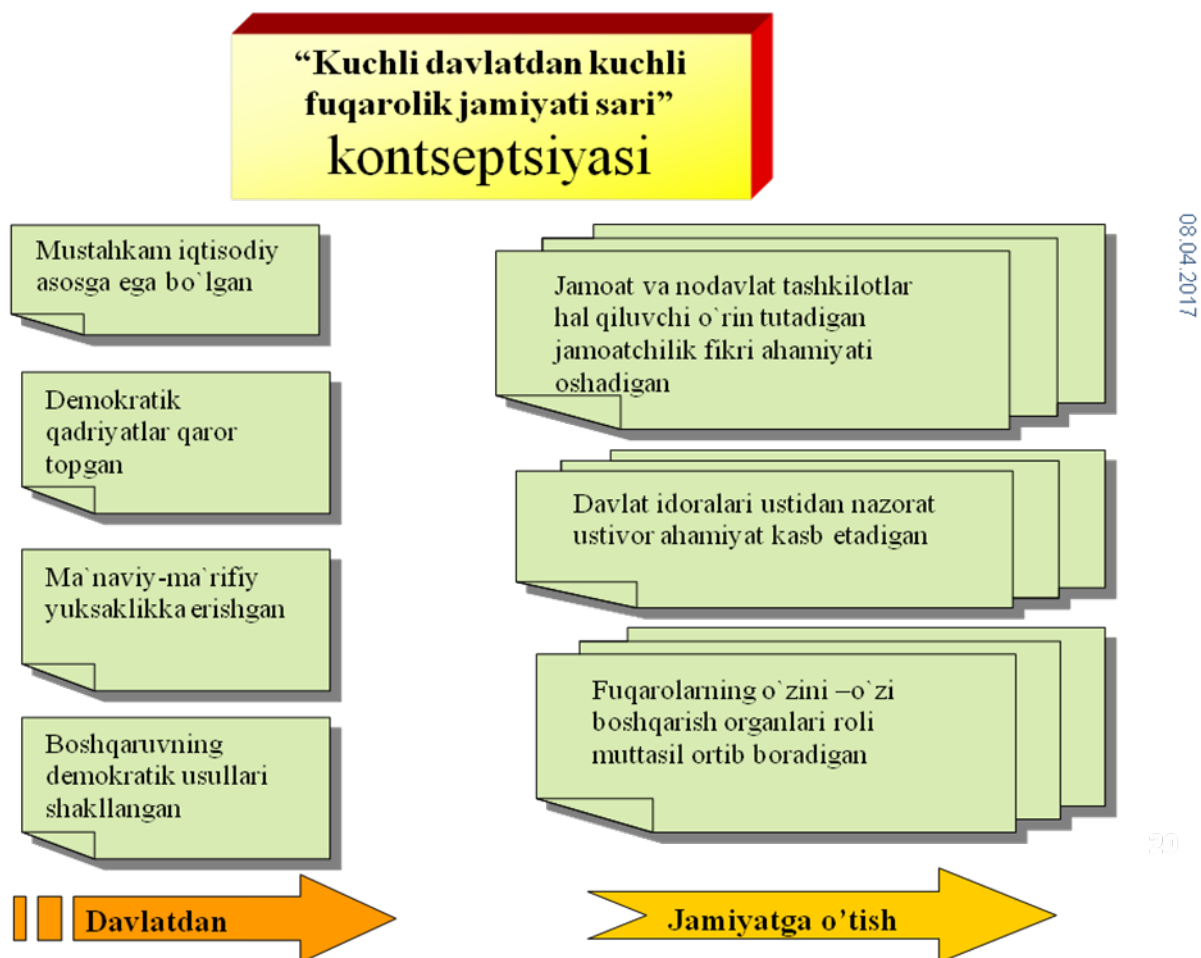 “Kuchli davlatdan kuchli
fuqarolik jamiyati sari”
kontseptsiyasi
Mustahkam iqtisodiy
asosga ega bo`lgan
Demokratik
qadriyatlar qaror
topgan
Ma`naviy-ma`rifiy
yuksaklikka erishgan
Boshqaruvning
demokratik usullari
shakllangan
Davlatdan
Jamoat va nodavlat tashkilotlar
hal qiluvchi o`rin tutadigan
jamoatchilik fikri ahamiyati
oshadigan
Davlat idoralari ustidan nazorat
ustivor ahamiyat kasb etadigan
Fuqarolarning o`zini –o`zi
boshqarish organlari roli
muttasil ortib boradigan
Jamiyatga o’tish
08.04.2017
20